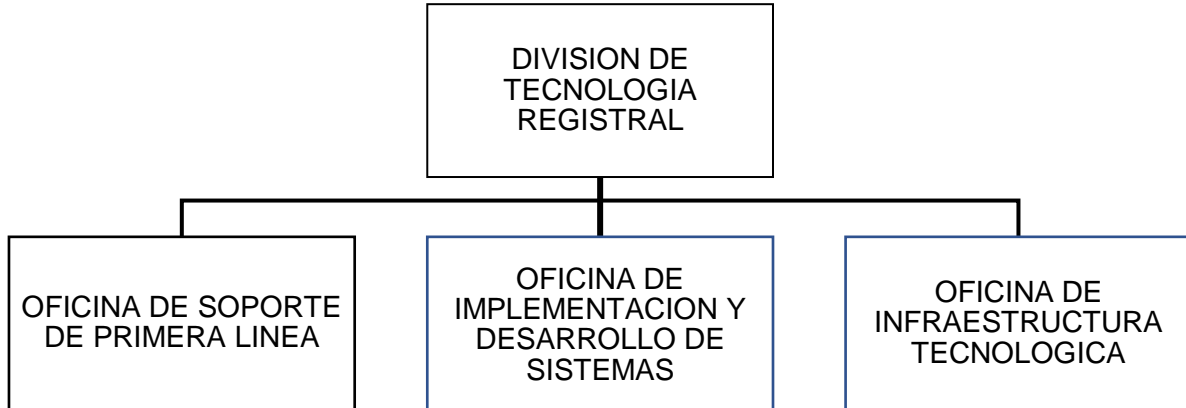 DIVISION DE
TECNOLOGIA
REGISTRAL
OFICINA DE SOPORTE
DE PRIMERA LINEA
OFICINA DE
IMPLEMENTACION Y
DESARROLLO DE
SISTEMAS
OFICINA DE
INFRAESTRUCTURA
TECNOLOGICA